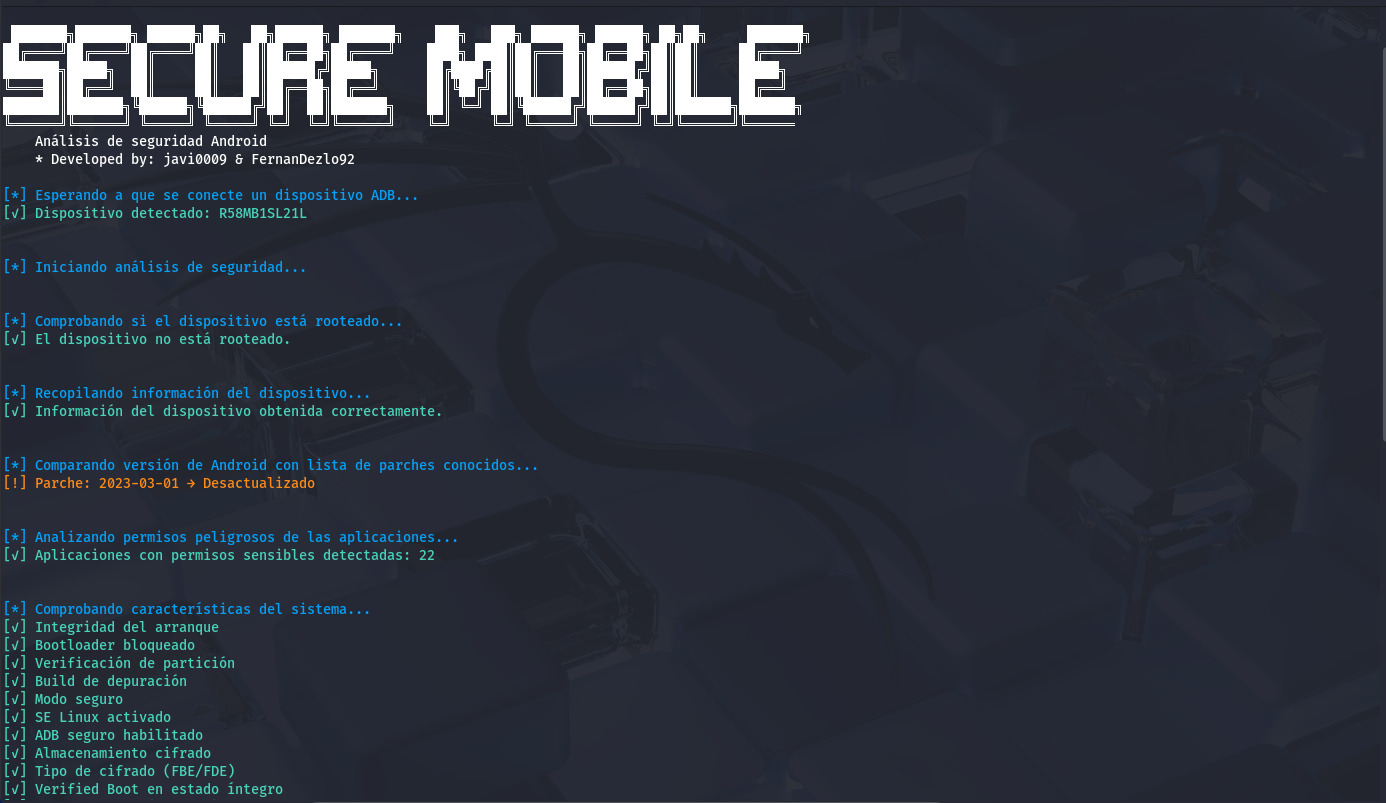 SECURE MOBILE
Análisis de seguridad Android
* Developed by: javi0009 & FernanDezlo92
[*] Esperando a que se conecte un dispositivo ADB...
[√] Dispositivo detectado: R58MB1SL21L
[*] Iniciando análisis de seguridad...
[*] Comprobando si el dispositivo está rooteado...
[√] El dispositivo no está rooteado.
[*] Recopilando información del dispositivo...
[√] Información del dispositivo obtenida correctamente.
[*] Comparando versión de Android con lista de parches conocidos...
[!] Parche: 2023-03-01 → Desactualizado
[*] Analizando permisos peligrosos de las aplicaciones...
[√] Aplicaciones con permisos sensibles detectadas: 22
[*] Comprobando características del sistema...
[√] Integridad del arranque
[√] Bootloader bloqueado
[√] Verificación de partición
[√] Build de depuración
[√] Modo seguro
[√] SE Linux activado
[√] ADB seguro habilitado
[√] Almacenamiento cifrado
[√] Tipo de cifrado (FBE/FDE)
[√] Verified Boot en estado íntegro